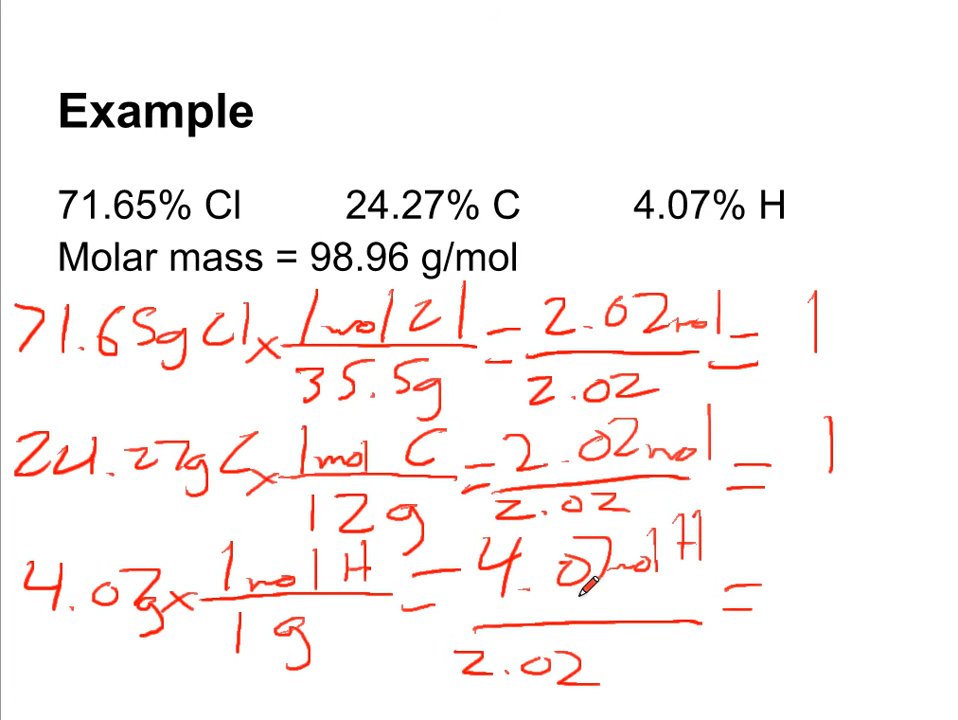 Example
71.65% Cl 24.27% C 4.07% H
Molar mass = 98.96 g/mol
71.65g Cl x 1 mol Cl / 35.5g = 2.02 mol / 2.02 = 1
24.27g C x 1 mol C / 12 g = 2.02 mol / 2.02 = 1
4.07g x 1 mol H / 1 g = 4.07 mol H / 2.02 =